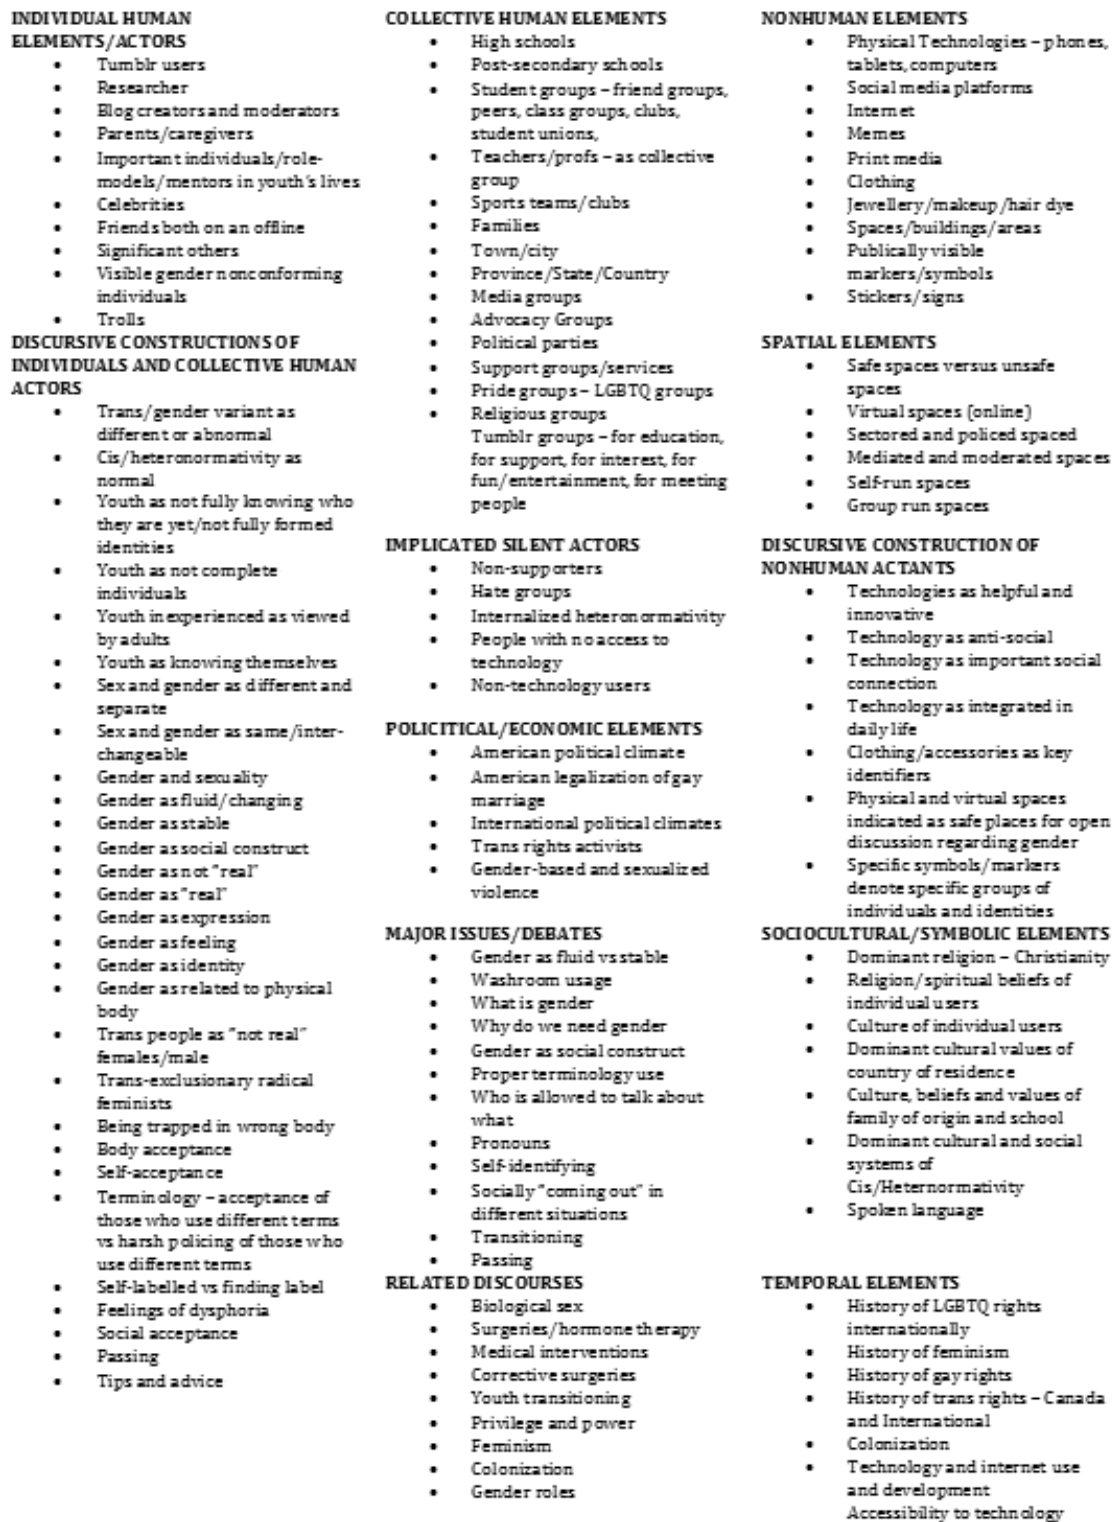 INDIVIDUAL HUMAN
ELEMENTS/ACTORS
• Tumblr users
• Researcher
• Blog creators and moderators
• Parents/caregivers
• Important individuals/role-
models/mentors in youth's lives
• Celebrities
• Friends both on an offline
• Significant others
• Visible gender nonconforming
individuals
• Trolls
DISCURSIVE CONSTRUCTIONS OF
INDIVIDUALS AND COLLECTIVE HUMAN
ACTORS
• Trans/gender variant as
different or abnormal
• Cis/heteronormativity as
normal
• Youth as not fully knowing who
they are yet/not fully formed
identities
• Youth as not complete
individuals
• Youth inexperienced as viewed
by adults
• Youth as knowing themselves
• Sex and gender as different and
separate
• Sex and gender as same/inter-
changeable
• Gender and sexuality
• Gender as fluid/changing
• Gender as stable
• Gender as social construct
• Gender as not "real"
• Gender as "real"
• Gender as expression
• Gender as feeling
• Gender as identity
• Gender as related to physical
body
• Trans people as "not real"
females/male
• Trans-exclusionary radical
feminists
• Being trapped in wrong body
• Body acceptance
• Self-acceptance
• Terminology – acceptance of
those who use different terms
vs harsh policing of those who
use different terms
• Self-labelled vs finding label
• Feelings of dysphoria
• Social acceptance
• Passing
• Tips and advice
COLLECTIVE HUMAN ELEMENTS
• High schools
• Post-secondary schools
• Student groups – friend groups,
peers, class groups, clubs,
student unions,
• Teachers/profs – as collective
group
• Sports teams/clubs
• Families
• Town/city
• Province/State/Country
• Media groups
• Advocacy Groups
• Political parties
• Support groups/services
• Pride groups – LGBTQ groups
• Religious groups
Tumblr groups – for education,
for support, for interest, for
fun/entertainment, for meeting
people
IMPLICATED SILENT ACTORS
• Non-supporters
• Hate groups
• Internalized heteronormativity
• People with no access to
technology
• Non-technology users
POLICITICAL/ECONOMIC ELEMENTS
• American political climate
• American legalization of gay
marriage
• International political climates
• Trans rights activists
• Gender-based and sexualized
violence
MAJOR ISSUES/DEBATES
• Gender as fluid vs stable
• Washroom usage
• What is gender
• Why do we need gender
• Gender as social construct
• Proper terminology use
• Who is allowed to talk about
what
• Pronouns
• Self-identifying
• Socially "coming out" in
different situations
• Transitioning
• Passing
RELATED DISCOURSES
• Biological sex
• Surgeries/hormone therapy
• Medical interventions
• Corrective surgeries
• Youth transitioning
• Privilege and power
• Feminism
• Colonization
• Gender roles
NONHUMAN ELEMENTS
• Physical Technologies – phones,
tablets, computers
• Social media platforms
• Internet
• Memes
• Print media
• Clothing
• Jewellery/makeup/hair dye
• Spaces/buildings/areas
• Publically visible
markers/symbols
• Stickers/signs
SPATIAL ELEMENTS
• Safe spaces versus unsafe
spaces
• Virtual spaces (online)
• Sectored and policed spaced
• Mediated and moderated spaces
• Self-run spaces
• Group run spaces
DISCURSIVE CONSTRUCTION OF
NONHUMAN ACTANTS
• Technologies as helpful and
innovative
• Technology as anti-social
• Technology as important social
connection
• Technology as integrated in
daily life
• Clothing/accessories as key
identifiers
• Physical and virtual spaces
indicated as safe places for open
discussion regarding gender
• Specific symbols/markers
denote specific groups of
individuals and identities
SOCIOCULTURAL/SYMBOLIC ELEMENTS
• Dominant religion – Christianity
• Religion/spiritual beliefs of
individual users
• Culture of individual users
• Dominant cultural values of
country of residence
• Culture, beliefs and values of
family of origin and school
• Dominant cultural and social
systems of
Cis/Heternormativity
• Spoken language
TEMPORAL ELEMENTS
• History of LGBTQ rights
internationally
• History of feminism
• History of gay rights
• History of trans rights – Canada
and International
• Colonization
• Technology and internet use
and development
Accessibility to technology